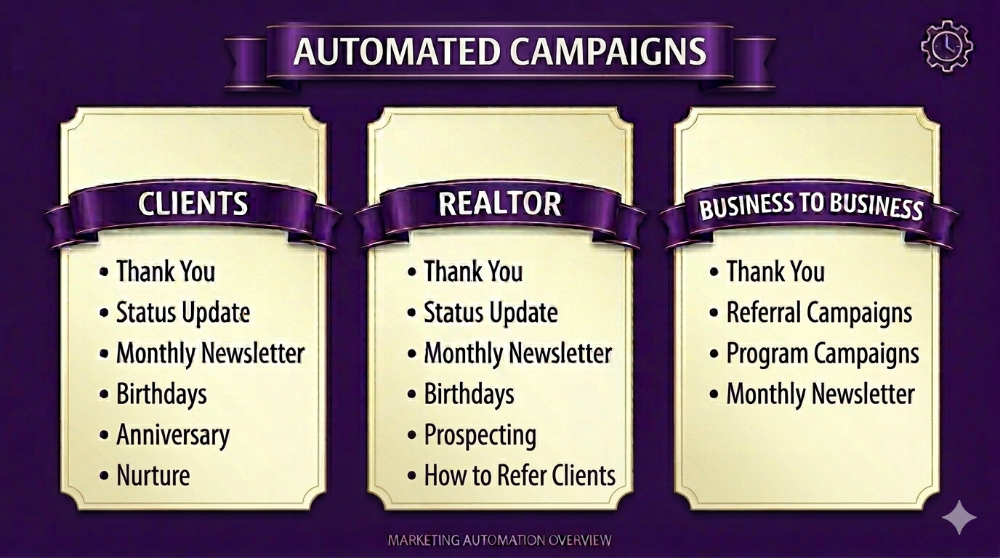 AUTOMATED CAMPAIGNS
CLIENTS
• Thank You
• Status Update
• Monthly Newsletter
• Birthdays
• Anniversary
• Nurture
REALTOR
• Thank You
• Status Update
• Monthly Newsletter
• Birthdays
• Prospecting
• How to Refer Clients
BUSINESS TO BUSINESS
• Thank You
• Referral Campaigns
• Program Campaigns
• Monthly Newsletter
MARKETING AUTOMATION OVERVIEW